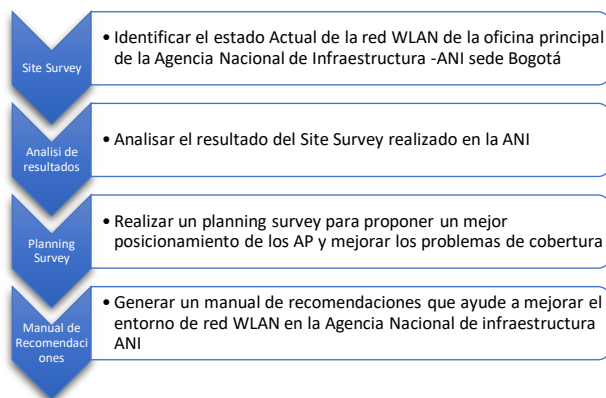 Site Survey
• Identificar el estado Actual de la red WLAN de la oficina principal
de la Agencia Nacional de Infraestructura -ANI sede Bogotá
Analisi de
resultados
• Analisar el resultado del Site Survey realizado en la ANI
Planning
Survey
• Realizar un planning survey para proponer un mejor
posicionamiento de los AP y mejorar los problemas de cobertura
Manual de
Recomendaci
ones
• Generar un manual de recomendaciones que ayude a mejorar el
entorno de red WLAN en la Agencia Nacional de infraestructura
ANI